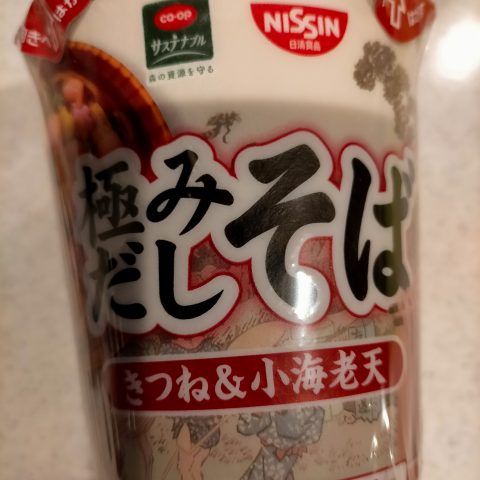 co·op
サステナブル
森の資源を守る
NISSIN
日清食品
極み
だし
そば
きつね&小海老天